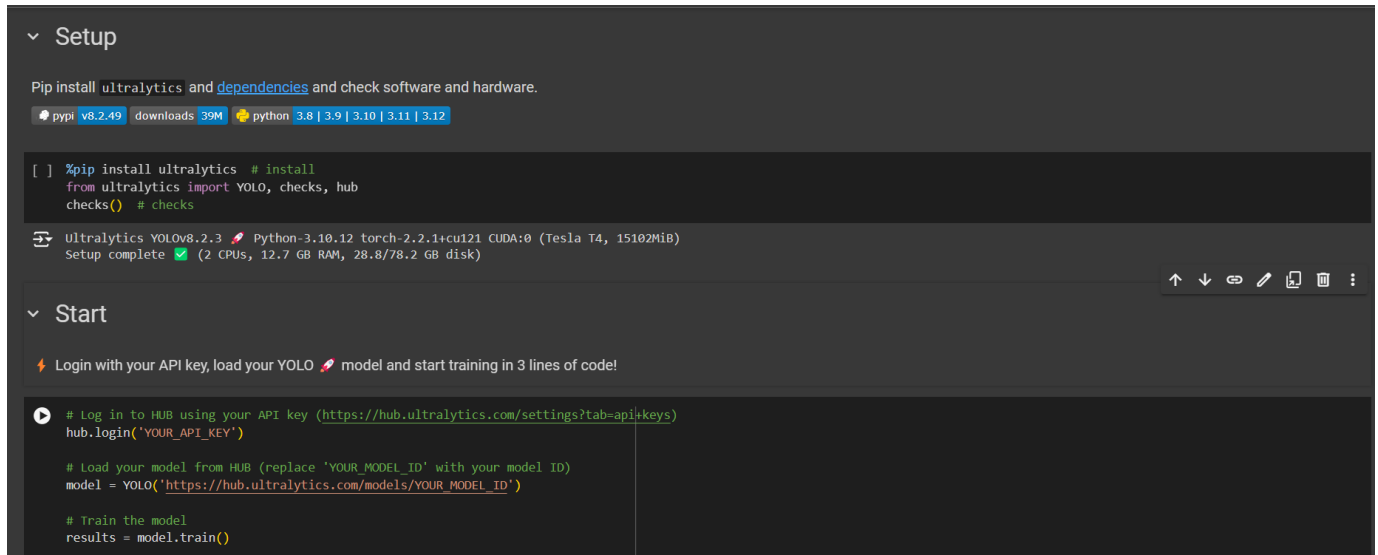 Setup
Pip install ultralytics and dependencies and check software and hardware.
pypi v8.2.49 downloads 39M python 3.8 | 3.9 | 3.10 | 3.11 | 3.12
[ ] %pip install ultralytics # install
from ultralytics import YOLO, checks, hub
checks() # checks
Ultralytics YOLOv8.2.3 🚀 Python-3.10.12 torch-2.2.1+cu121 CUDA:0 (Tesla T4, 15102MiB)
Setup complete ✅ (2 CPUs, 12.7 GB RAM, 28.8/78.2 GB disk)
Start
⚡ Login with your API key, load your YOLO 🚀 model and start training in 3 lines of code!
# Log in to HUB using your API key (https://hub.ultralytics.com/settings?tab=api+keys)
hub.login('YOUR_API_KEY')
# Load your model from HUB (replace 'YOUR_MODEL_ID' with your model ID)
model = YOLO('https://hub.ultralytics.com/models/YOUR_MODEL_ID')
# Train the model
results = model.train()